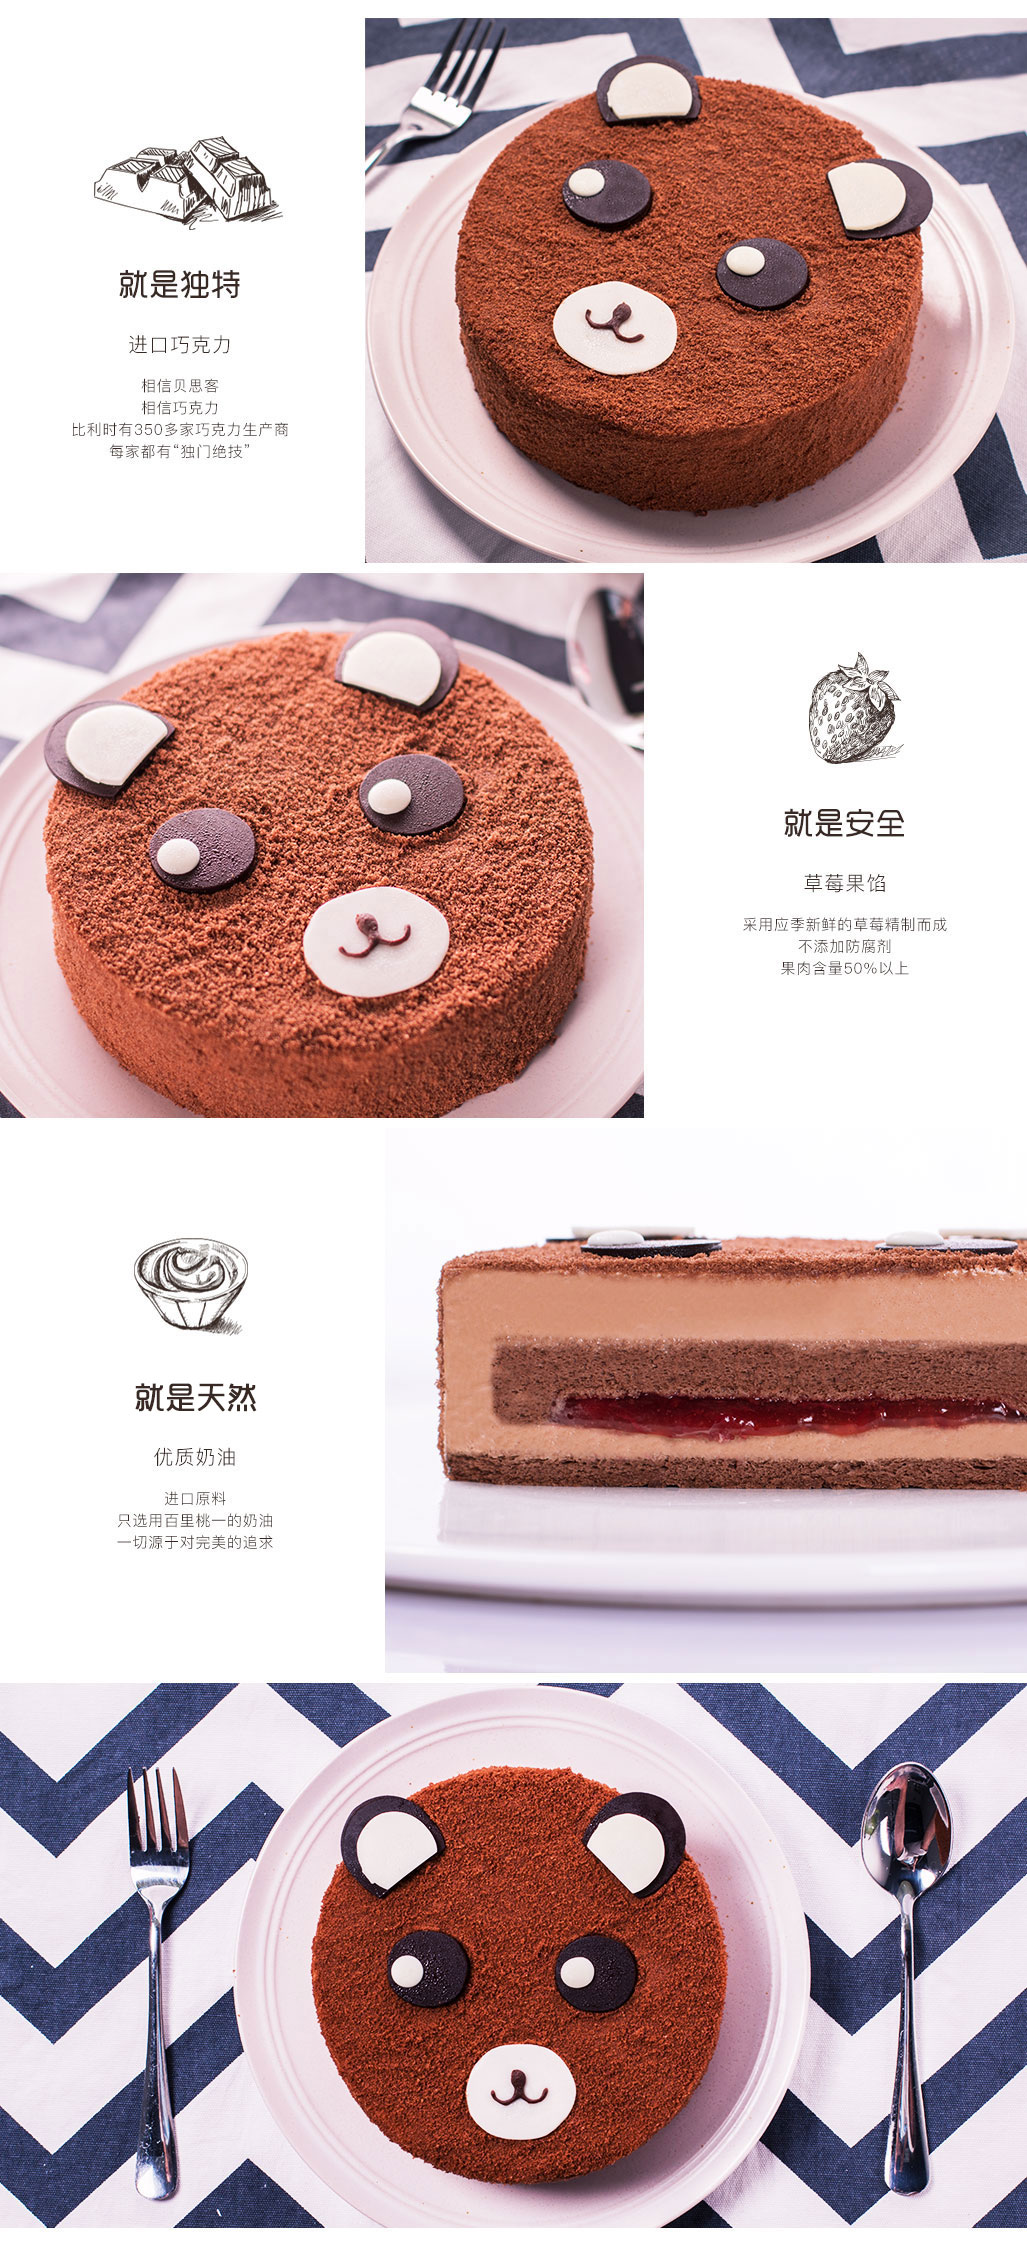 就是独特
进口巧克力
相信贝思客
相信巧克力
比利时有350多家巧克力生产商
每家都有“独门绝技”
就是安全
草莓果馅
采用应季新鲜的草莓精制而成
不添加防腐剂
果肉含量50%以上
就是天然
优质奶油
进口原料
只选用百里桃一的奶油
一切源于对完美的追求